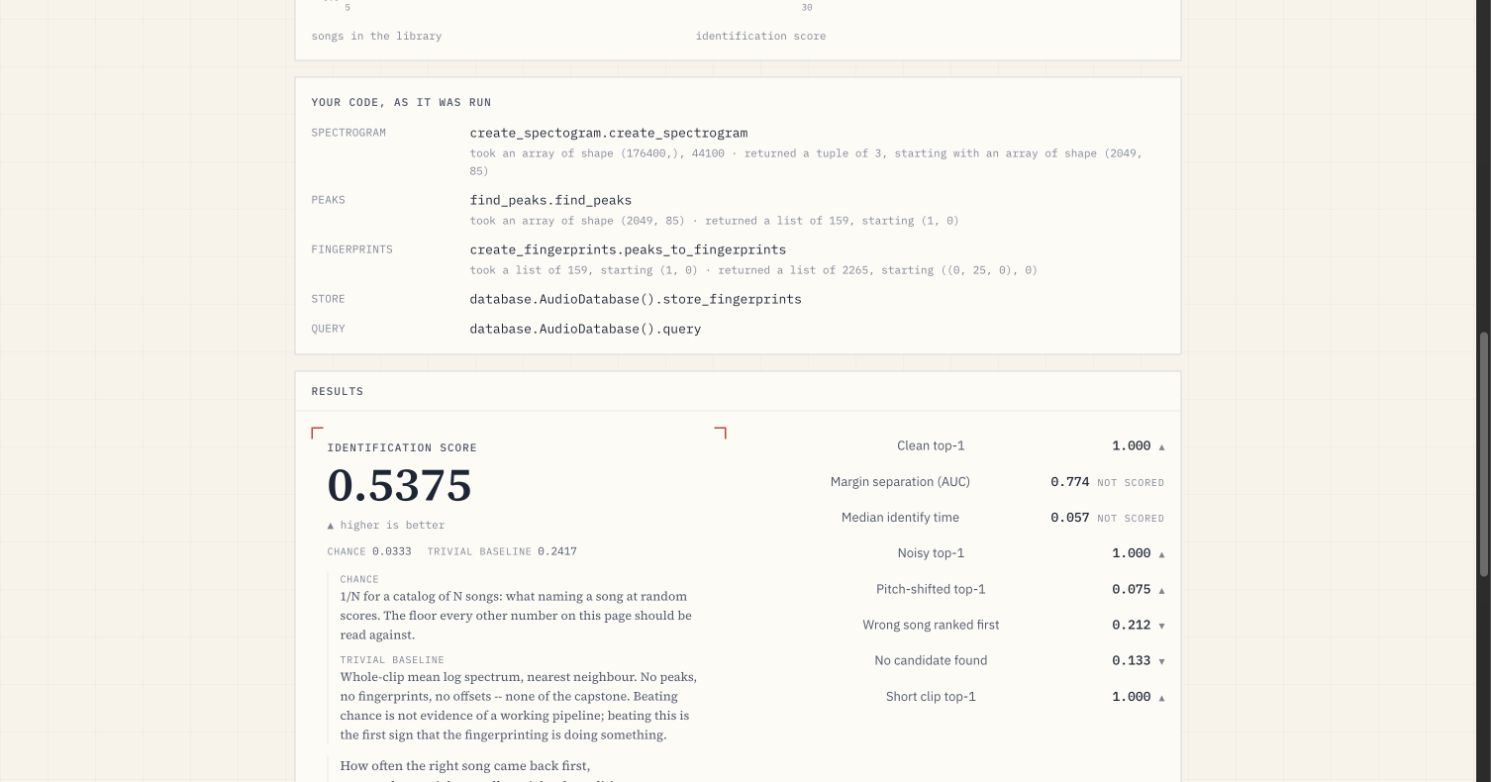 5
30
songs in the library
identification score
YOUR CODE, AS IT WAS RUN
SPECTROGRAM
create_spectogram.create_spectrogram
took an array of shape (176400,), 44100 · returned a tuple of 3, starting with an array of shape (2049,
85)
PEAKS
find_peaks.find_peaks
took an array of shape (2049, 85) · returned a list of 159, starting (1, 0)
FINGERPRINTS
create_fingerprints.peaks_to_fingerprints
took a list of 159, starting (1, 0) · returned a list of 2265, starting ((0, 25, 0), 0)
STORE
database.AudioDatabase().store_fingerprints
QUERY
database.AudioDatabase().query
RESULTS
IDENTIFICATION SCORE
0.5375
▲ higher is better
CHANCE 0.0333 TRIVIAL BASELINE 0.2417
CHANCE
1/N for a catalog of N songs: what naming a song at random
scores. The floor every other number on this page should be
read against.
TRIVIAL BASELINE
Whole-clip mean log spectrum, nearest neighbour. No peaks,
no fingerprints, no offsets -- none of the capstone. Beating
chance is not evidence of a working pipeline; beating this is
the first sign that the fingerprinting is doing something.
How often the right song came back first,
Clean top-1 1.000 ▲
Margin separation (AUC) 0.774 NOT SCORED
Median identify time 0.057 NOT SCORED
Noisy top-1 1.000 ▲
Pitch-shifted top-1 0.075 ▲
Wrong song ranked first 0.212 ▼
No candidate found 0.133 ▼
Short clip top-1 1.000 ▲